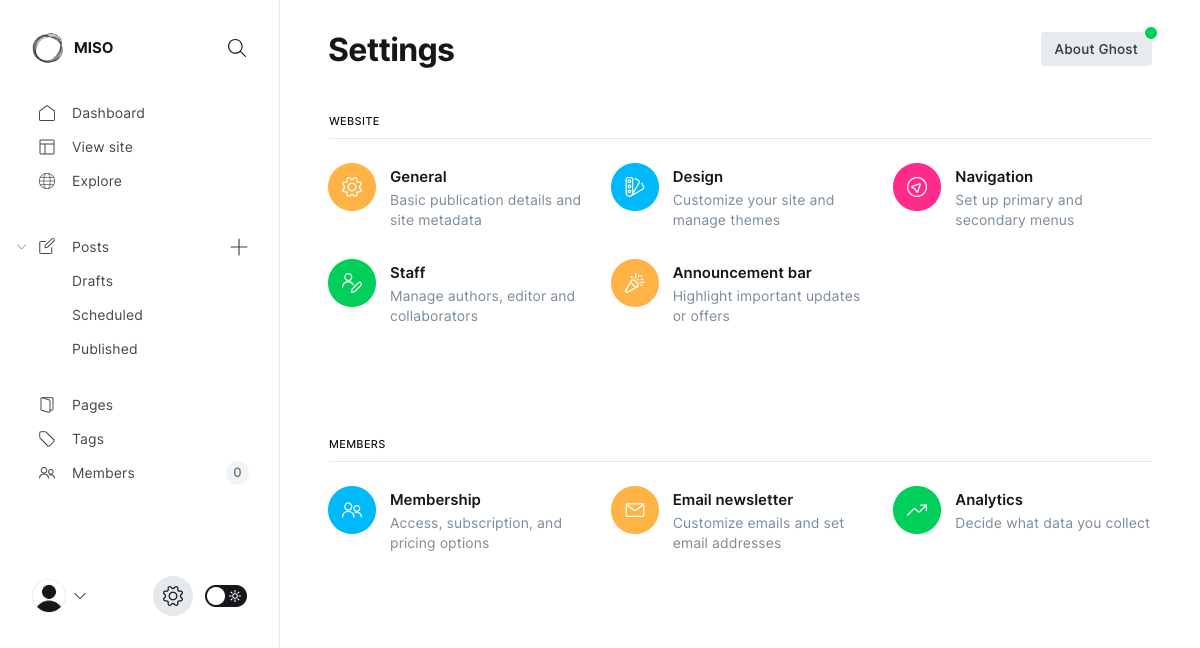 MISO
Dashboard
View site
Explore
Posts
Drafts
Scheduled
Published
Pages
Tags
Members
0
Settings
About Ghost
WEBSITE
General
Basic publication details and
site metadata
Design
Customize your site and
manage themes
Navigation
Set up primary and
secondary menus
Staff
Manage authors, editor and
collaborators
Announcement bar
Highlight important updates
or offers
MEMBERS
Membership
Access, subscription, and
pricing options
Email newsletter
Customize emails and set
email addresses
Analytics
Decide what data you collect